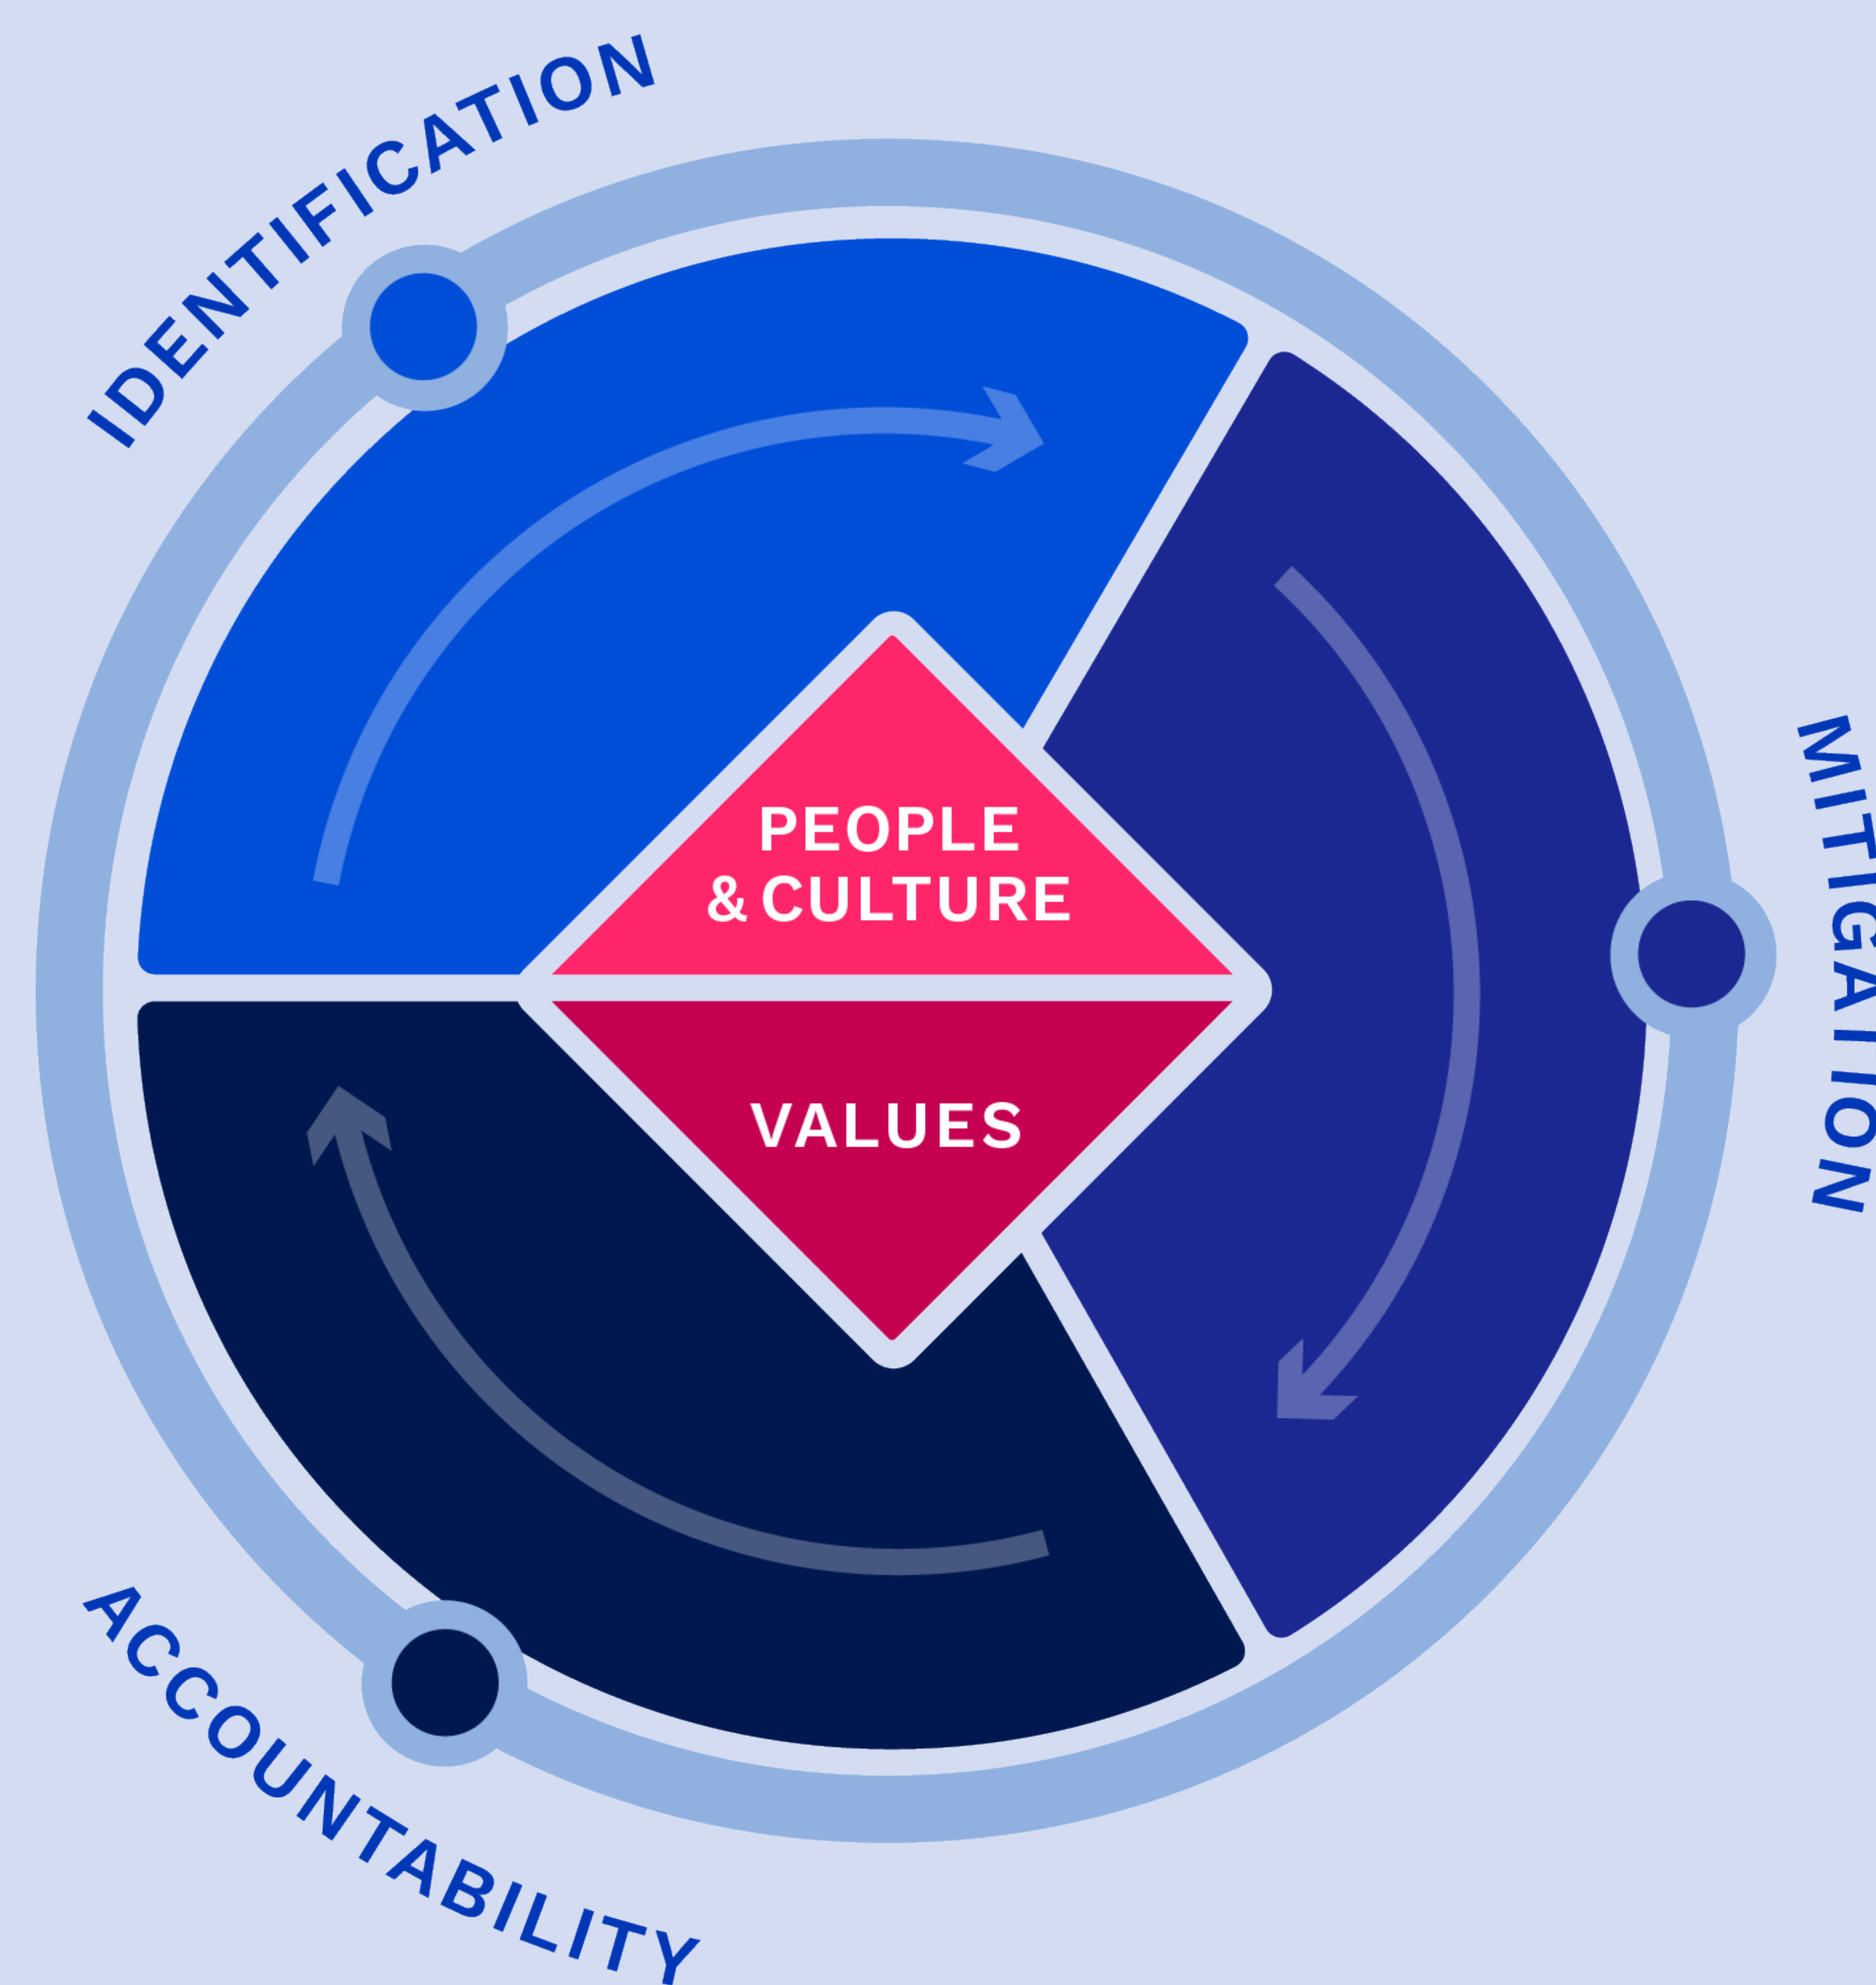 IDENTIFICATION
PEOPLE
& CULTURE
VALUES
MITIGATION
ACCOUNTABILITY